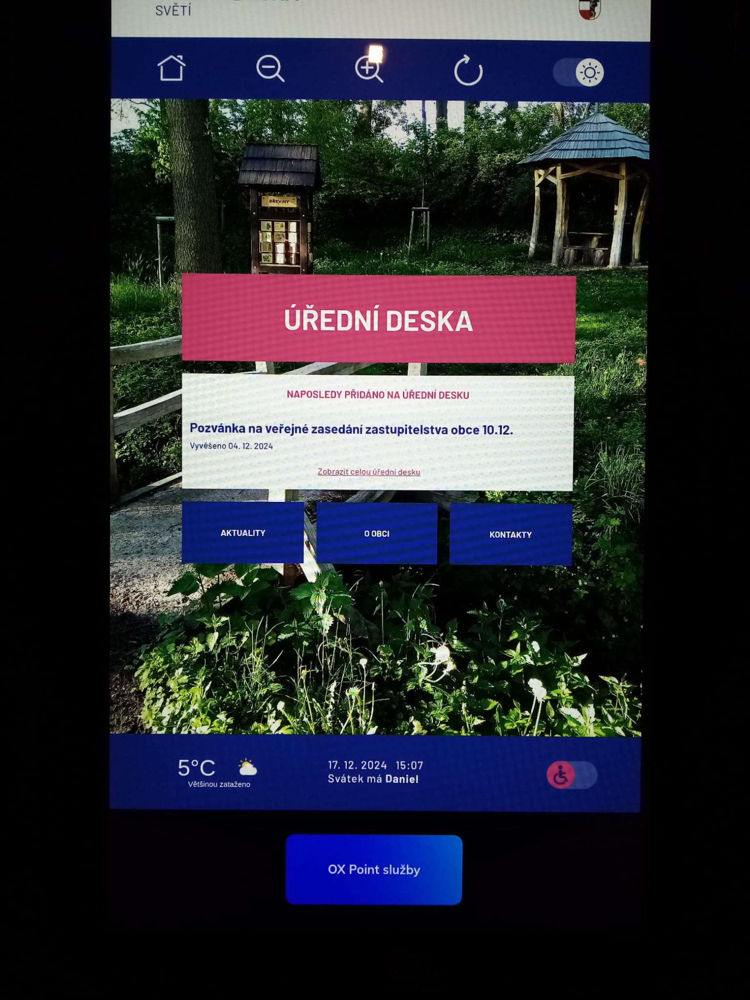 SVĚTÍ
DŘEVINY
ÚŘEDNÍ DESKA
NAPOSLEDY PŘIDÁNO NA ÚŘEDNÍ DESKU
Pozvánka na veřejné zasedání zastupitelstva obce 10.12.
Vyvěšeno 04. 12. 2024
Zobrazit celou úřední desku
AKTUALITY
O OBCI
KONTAKTY
5°C
Většinou zataženo
17. 12. 2024 15:07
Svátek má Daniel
OX Point služby